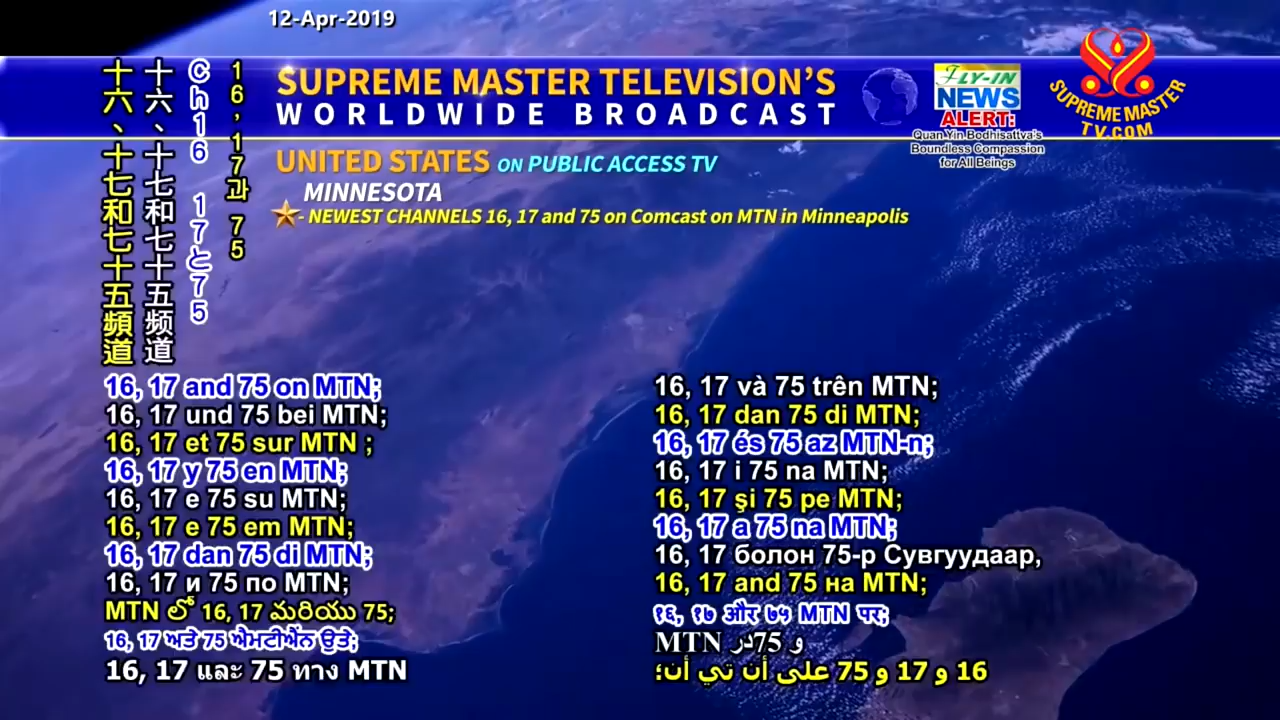 12-Apr-2019
SUPREME MASTER TELEVISION'S
WORLDWIDE BROADCAST
FLY-IN
NEWS
ALERT:
Quan Yin Bodhisattva's
Boundless Compassion
for All Beings
SUPREME MASTER
TV.COM
UNITED STATES ON PUBLIC ACCESS TV
MINNESOTA
- NEWEST CHANNELS 16, 17 and 75 on Comcast on MTN in Minneapolis
16, 17과 75
Ch16 17と75
十六、十七和七十五频道
十六、十七和七十五頻道
16, 17 and 75 on MTN;
16, 17 und 75 bei MTN;
16, 17 et 75 sur MTN ;
16, 17 y 75 en MTN;
16, 17 e 75 su MTN;
16, 17 e 75 em MTN;
16, 17 dan 75 di MTN;
16, 17 и 75 по MTN;
MTN లో 16, 17 మరియు 75;
16, 17 ਅਤੇ 75 ਐਮਟੀਐਨ ਉਤੇ;
16, 17 และ 75 ทาง MTN
16, 17 và 75 trên MTN;
16, 17 dan 75 di MTN;
16, 17 és 75 az MTN-n;
16, 17 i 75 na MTN;
16, 17 şi 75 pe MTN;
16, 17 a 75 na MTN;
16, 17 болон 75-р Сувгуудаар,
16, 17 and 75 на MTN;
१६, १७ और ७५ MTN पर;
و 75در MTN
16 و 17 و 75 على أن تي أن؛